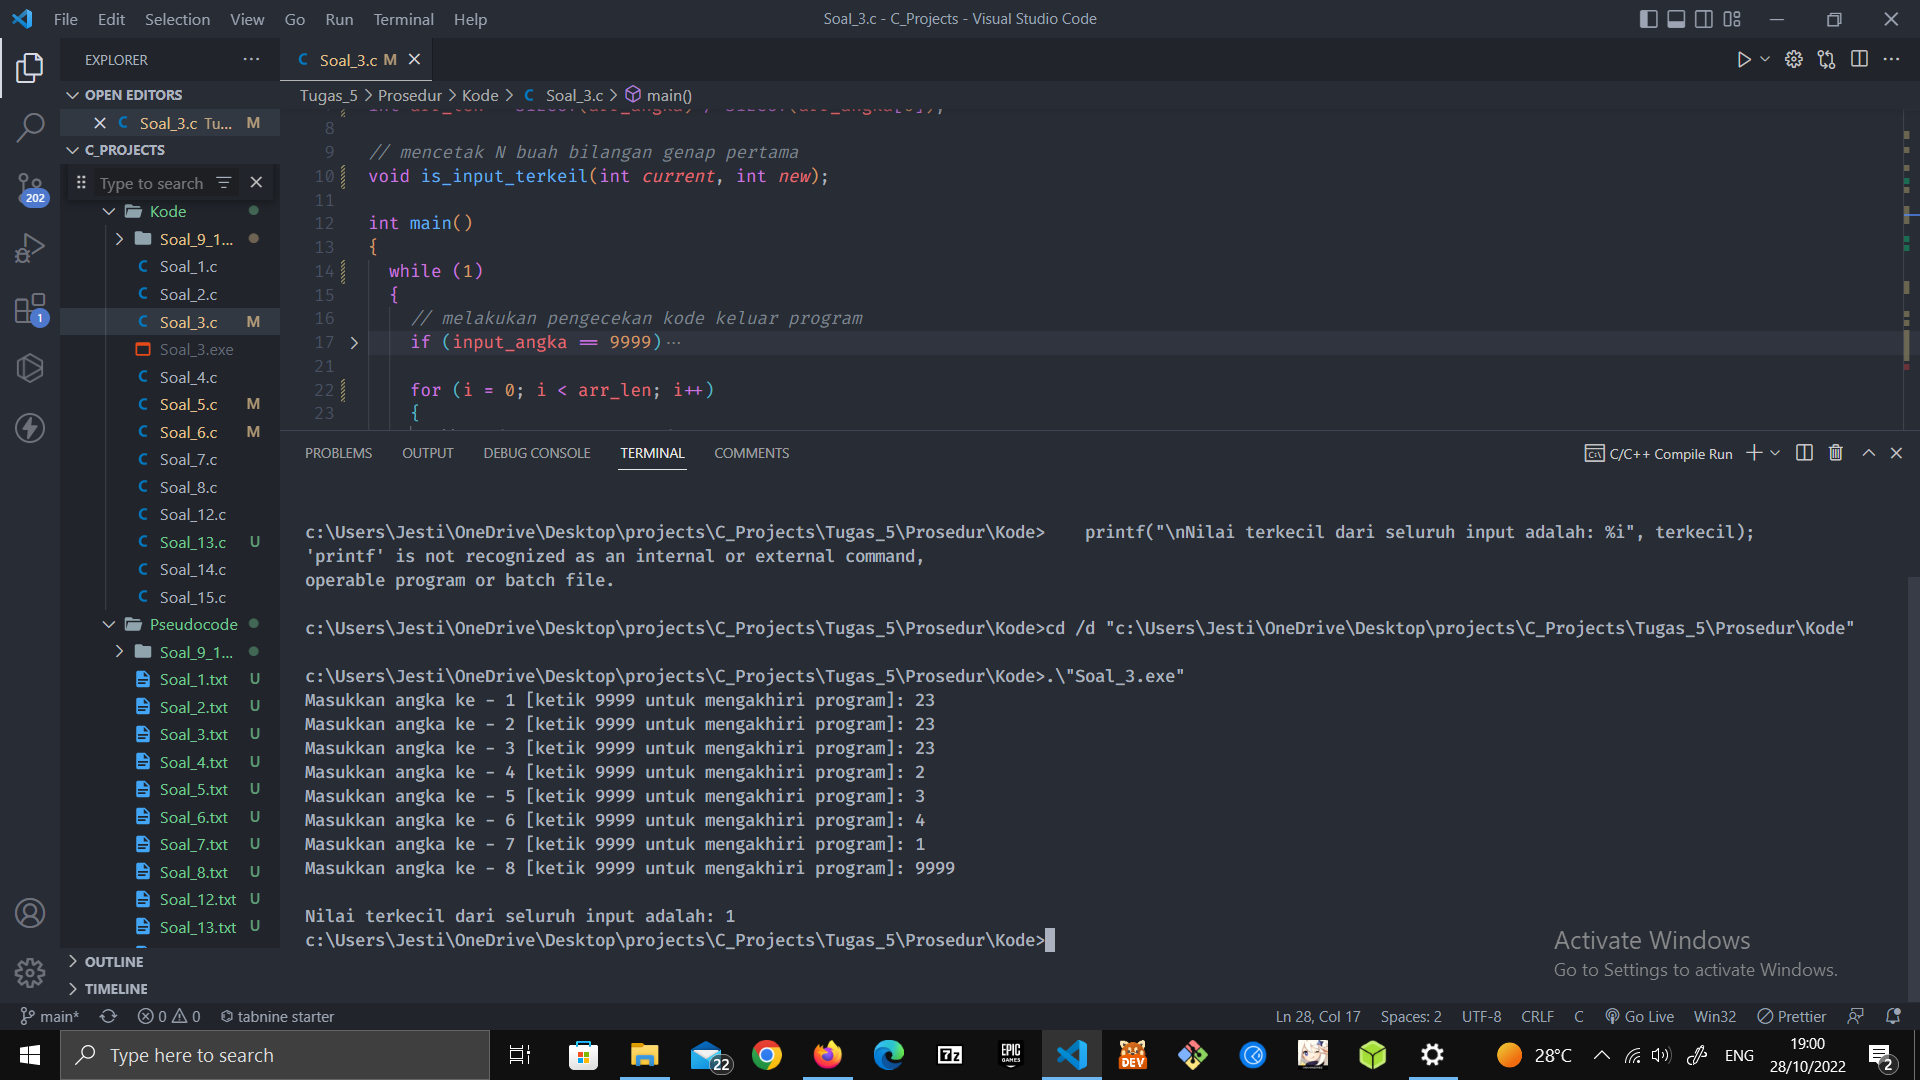 File Edit Selection View Go Run Terminal Help
Soal_3.c - C_Projects - Visual Studio Code
EXPLORER
Soal_3.c M
OPEN EDITORS
Soal_3.c Tu... M
C_PROJECTS
Type to search
Kode
Soal_9_1...
Soal_1.c
Soal_2.c
Soal_3.c M
Soal_3.exe
Soal_4.c
Soal_5.c M
Soal_6.c M
Soal_7.c
Soal_8.c
Soal_12.c
Soal_13.c U
Soal_14.c
Soal_15.c
Pseudocode
Soal_9_1...
Soal_1.txt U
Soal_2.txt U
Soal_3.txt U
Soal_4.txt U
Soal_5.txt U
Soal_6.txt U
Soal_7.txt U
Soal_8.txt U
Soal_12.txt U
Soal_13.txt U
OUTLINE
TIMELINE
202
1
Tugas_5 > Prosedur > Kode > C Soal_3.c > main()
8
9 // mencetak N buah bilangan genap pertama
10 void is_input_terkeil(int current, int new);
11
12 int main()
13 {
14 while (1)
15 {
16 // melakukan pengecekan kode keluar program
17 if (input_angka == 9999)···
21
22 for (i = 0; i < arr_len; i++)
23 {
PROBLEMS OUTPUT DEBUG CONSOLE TERMINAL COMMENTS
C/C++ Compile Run
c:\Users\Jesti\OneDrive\Desktop\projects\C_Projects\Tugas_5\Prosedur\Kode>    printf("\nNilai terkecil dari seluruh input adalah: %i", terkecil);
'printf' is not recognized as an internal or external command,
operable program or batch file.
c:\Users\Jesti\OneDrive\Desktop\projects\C_Projects\Tugas_5\Prosedur\Kode>cd /d "c:\Users\Jesti\OneDrive\Desktop\projects\C_Projects\Tugas_5\Prosedur\Kode"
c:\Users\Jesti\OneDrive\Desktop\projects\C_Projects\Tugas_5\Prosedur\Kode>.\"Soal_3.exe"
Masukkan angka ke - 1 [ketik 9999 untuk mengakhiri program]: 23
Masukkan angka ke - 2 [ketik 9999 untuk mengakhiri program]: 23
Masukkan angka ke - 3 [ketik 9999 untuk mengakhiri program]: 23
Masukkan angka ke - 4 [ketik 9999 untuk mengakhiri program]: 2
Masukkan angka ke - 5 [ketik 9999 untuk mengakhiri program]: 3
Masukkan angka ke - 6 [ketik 9999 untuk mengakhiri program]: 4
Masukkan angka ke - 7 [ketik 9999 untuk mengakhiri program]: 1
Masukkan angka ke - 8 [ketik 9999 untuk mengakhiri program]: 9999
Nilai terkecil dari seluruh input adalah: 1
c:\Users\Jesti\OneDrive\Desktop\projects\C_Projects\Tugas_5\Prosedur\Kode>
Activate Windows
Go to Settings to activate Windows.
main* 0 0 tabnine starter
Ln 28, Col 17 Spaces: 2 UTF-8 CRLF C Go Live Win32 Prettier
Type here to search
22
7z
EPIC GAMES
DEV
28°C
ENG
19:00
28/10/2022
2